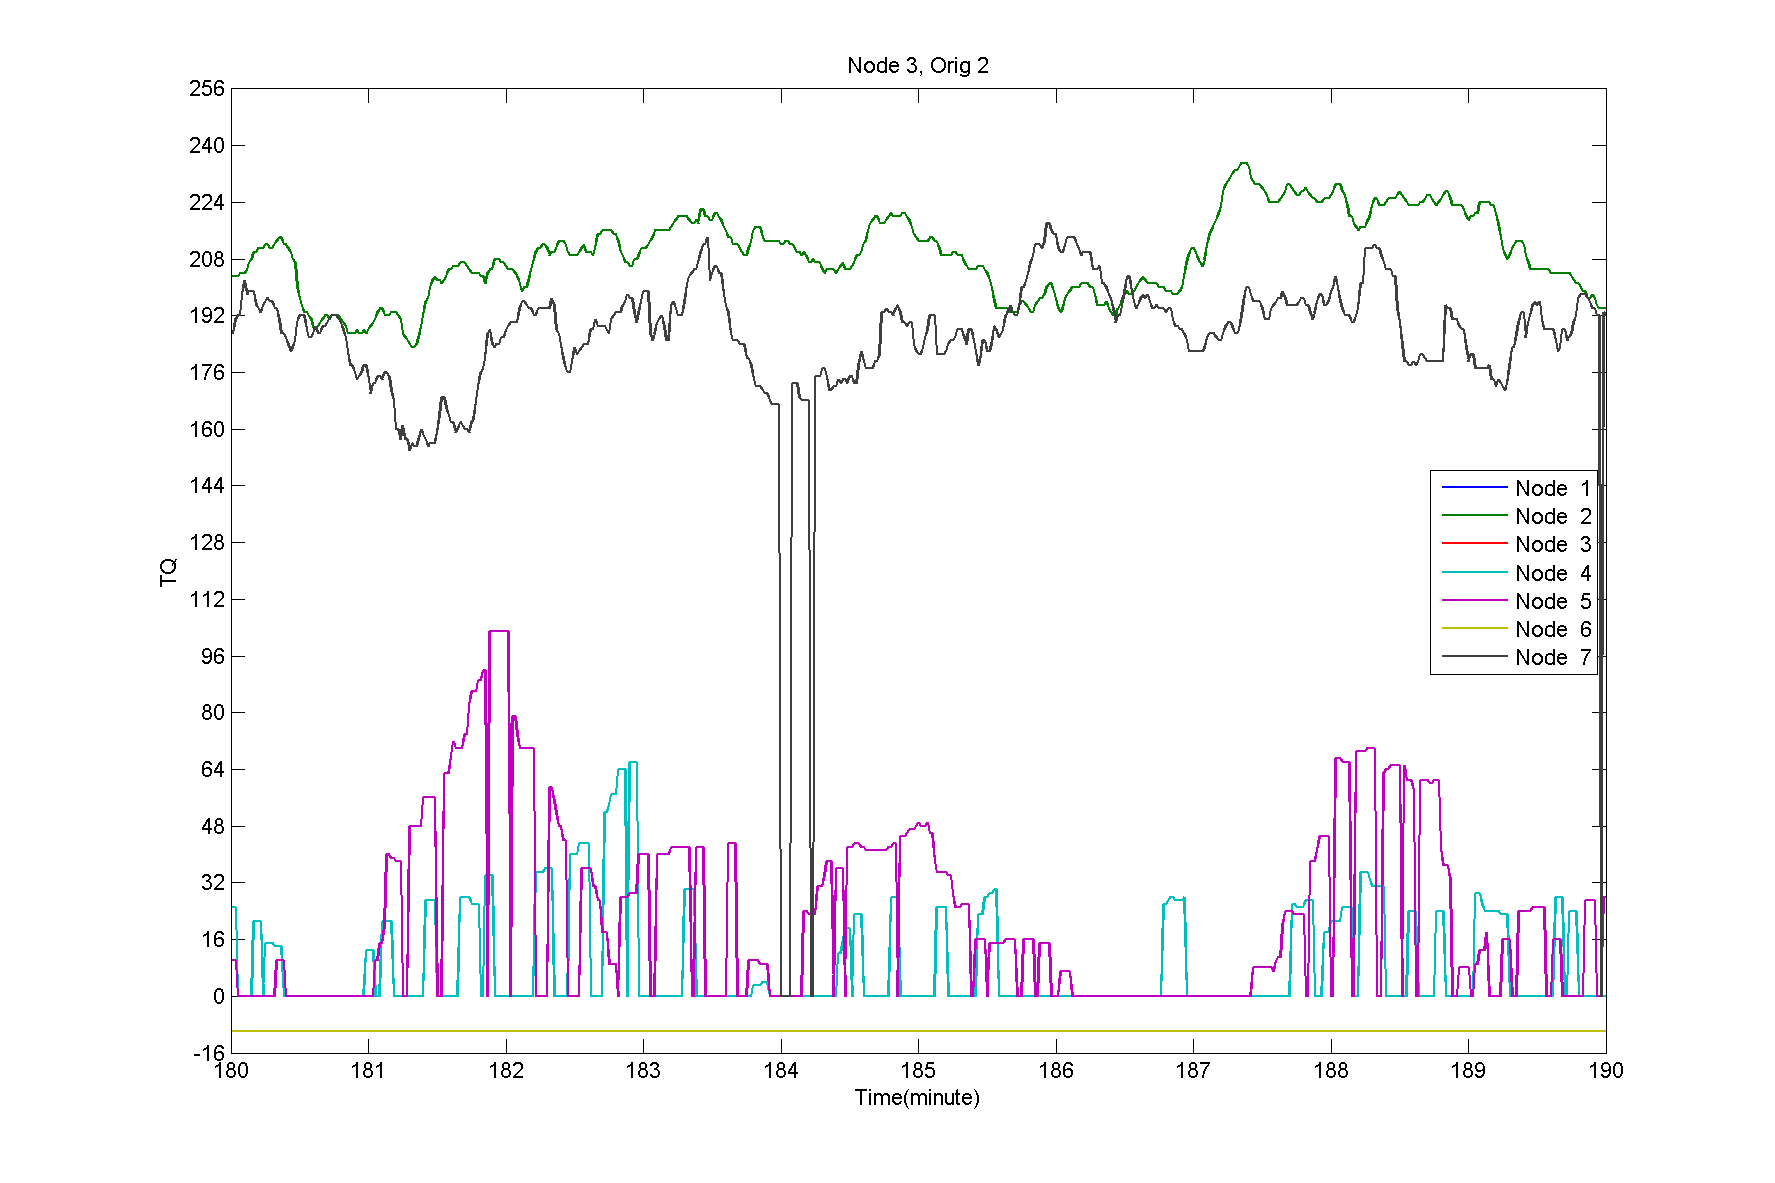 Node 3, Orig 2
256
240
224
208
192
176
160
144
128
112
96
80
64
48
32
16
0
-16
TQ
Node 1
Node 2
Node 3
Node 4
Node 5
Node 6
Node 7
180 181 182 183 184 185 186 187 188 189 190
Time(minute)